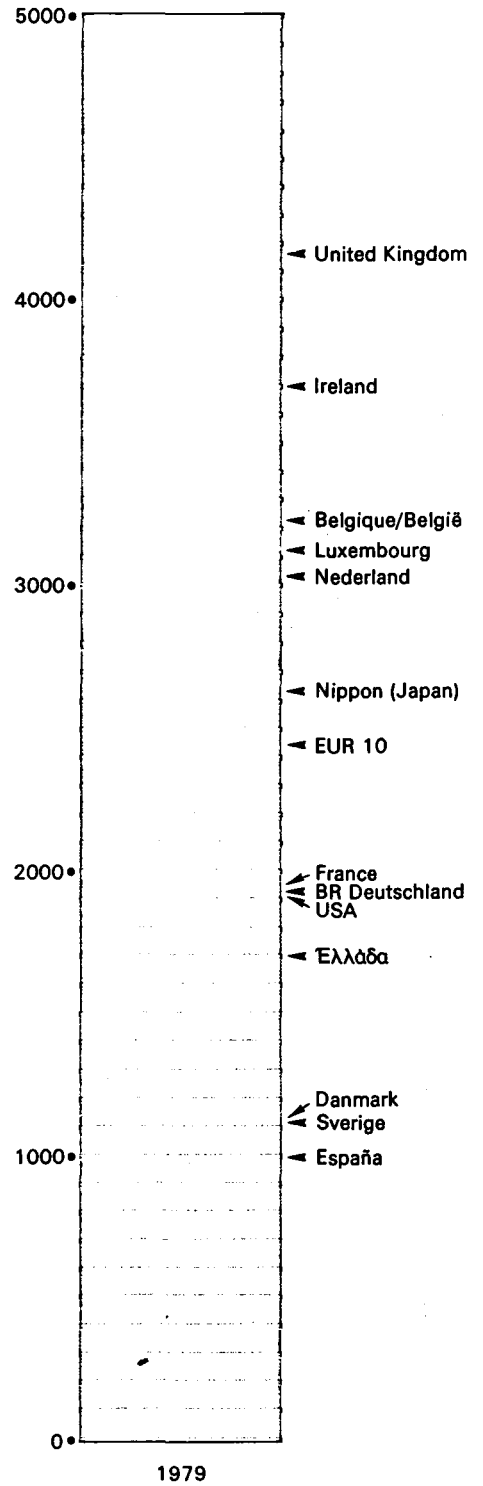 5000
United Kingdom
4000
Ireland
Belgique/België
Luxembourg
3000
Nederland
Nippon (Japan)
EUR 10
2000
France
BR Deutschland
USA
Έλλάδα
Danmark
Sverige
1000
España
0
1979